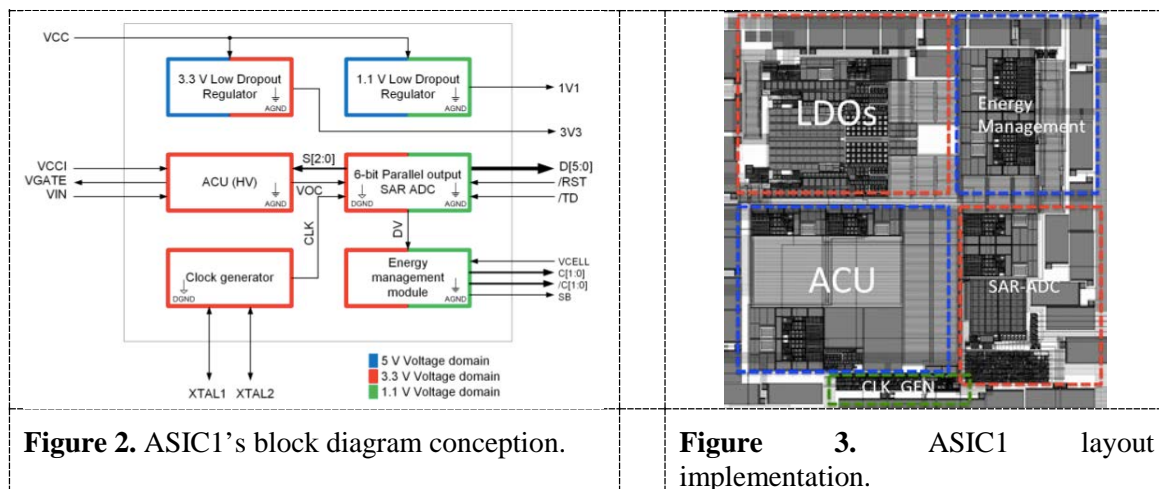 VCC
3.3 V Low Dropout
Regulator
AGND
1.1 V Low Dropout
Regulator
AGND
1V1
3V3
VCCI
VGATE
VIN
ACU (HV)
AGND
S[2:0]
VOC
6-bit Parallel output
SAR ADC
DGND
AGND
D[5:0]
/RST
/TD
CLK
DV
Clock generator
DGND
Energy
management
module
AGND
VCELL
C[1:0]
/C[1:0]
SB
XTAL1 XTAL2
5 V Voltage domain
3.3 V Voltage domain
1.1 V Voltage domain
Figure 2. ASIC1’s block diagram conception.
LDOs
Energy
Management
ACU
SAR-ADC
CLK_GEN
Figure 3. ASIC1 layout
implementation.